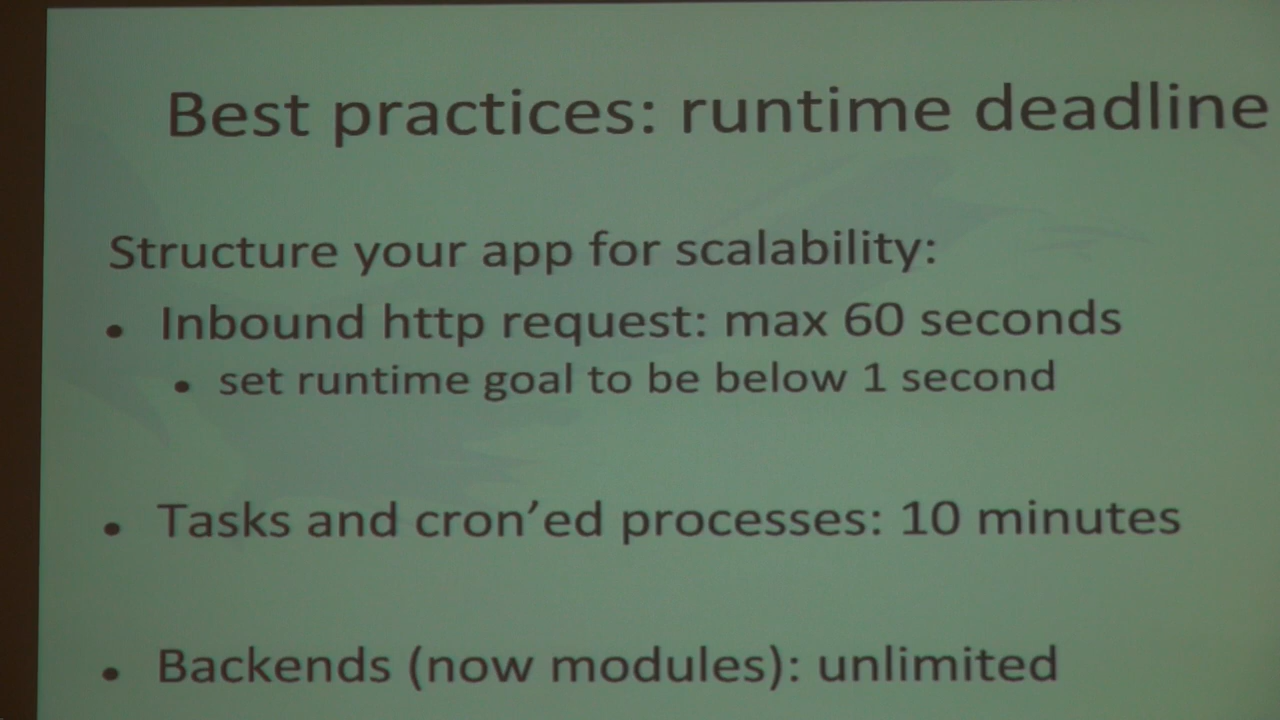 Best practices: runtime deadline
Structure your app for scalability:
• Inbound http request: max 60 seconds
• set runtime goal to be below 1 second
• Tasks and cron’ed processes: 10 minutes
• Backends (now modules): unlimited